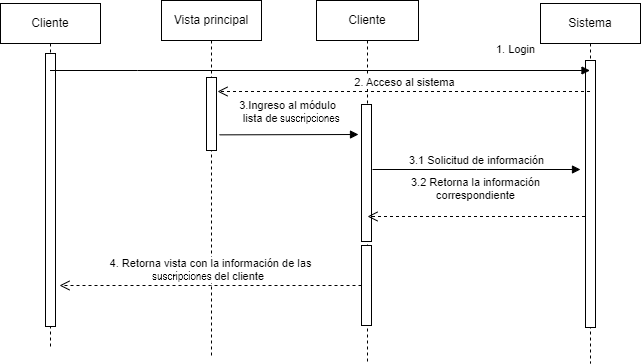 Cliente
Vista principal
Cliente
Sistema
1. Login
2. Acceso al sistema
3.Ingreso al módulo
lista de suscripciones
3.1 Solicitud de información
3.2 Retorna la información
correspondiente
4. Retorna vista con la información de las
suscripciones del cliente